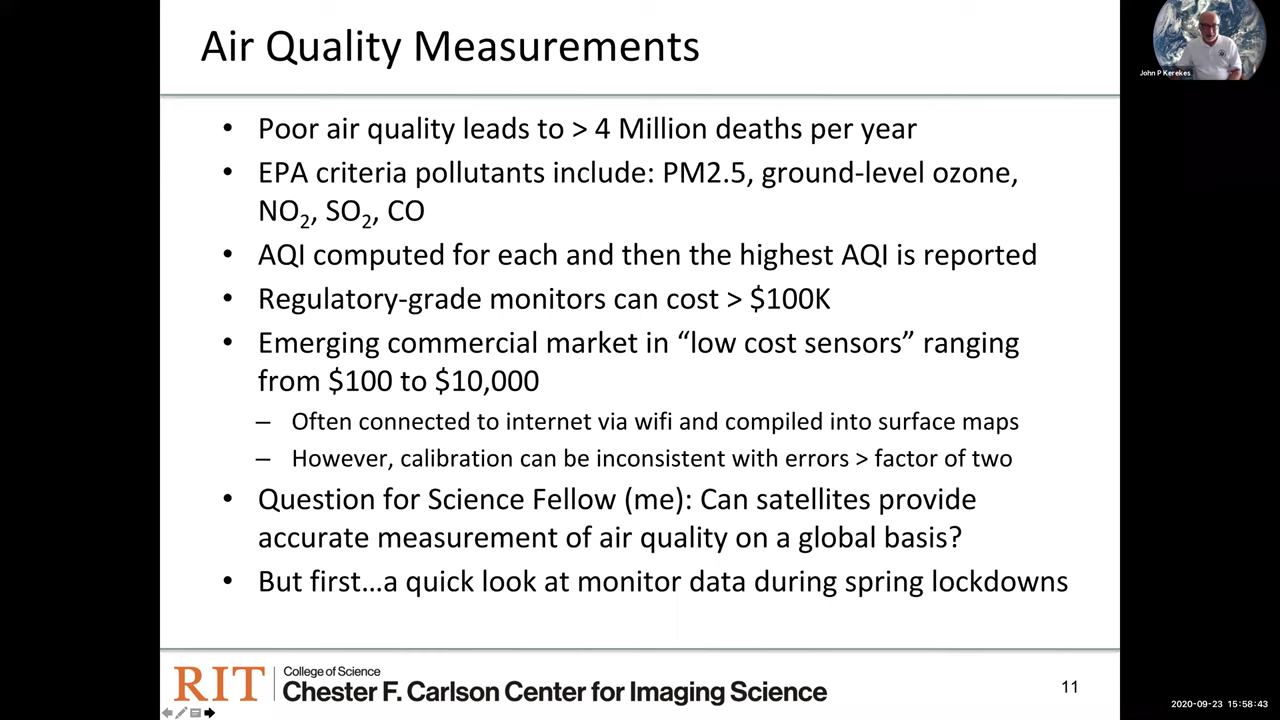 Air Quality Measurements
John P Kerekes
• Poor air quality leads to > 4 Million deaths per year
• EPA criteria pollutants include: PM2.5, ground-level ozone,
NO2, SO2, CO
• AQI computed for each and then the highest AQI is reported
• Regulatory-grade monitors can cost > $100K
• Emerging commercial market in “low cost sensors” ranging
from $100 to $10,000
– Often connected to internet via wifi and compiled into surface maps
– However, calibration can be inconsistent with errors > factor of two
• Question for Science Fellow (me): Can satellites provide
accurate measurement of air quality on a global basis?
• But first…a quick look at monitor data during spring lockdowns
RIT
College of Science
Chester F. Carlson Center for Imaging Science
11
2020-09-23 15:58:43